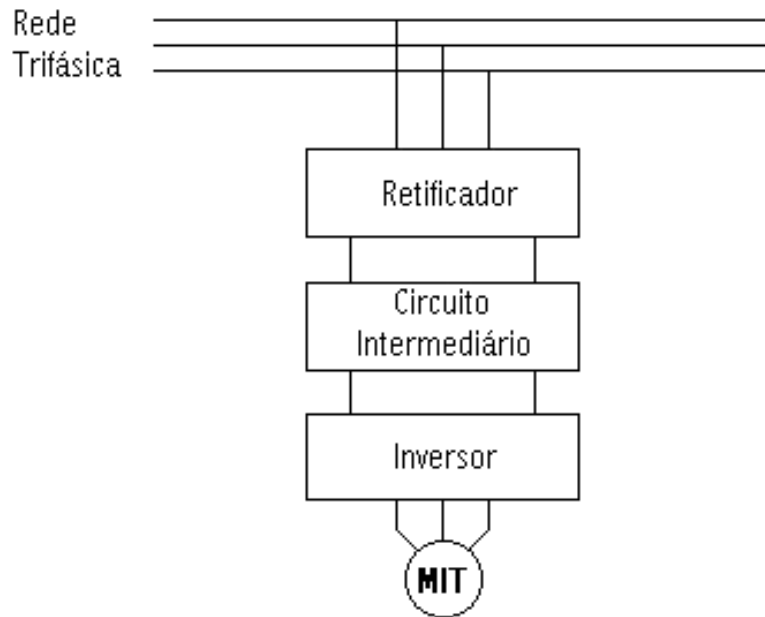 Rede
Trifásica
Retificador
Circuito
Intermediário
Inversor
MIT